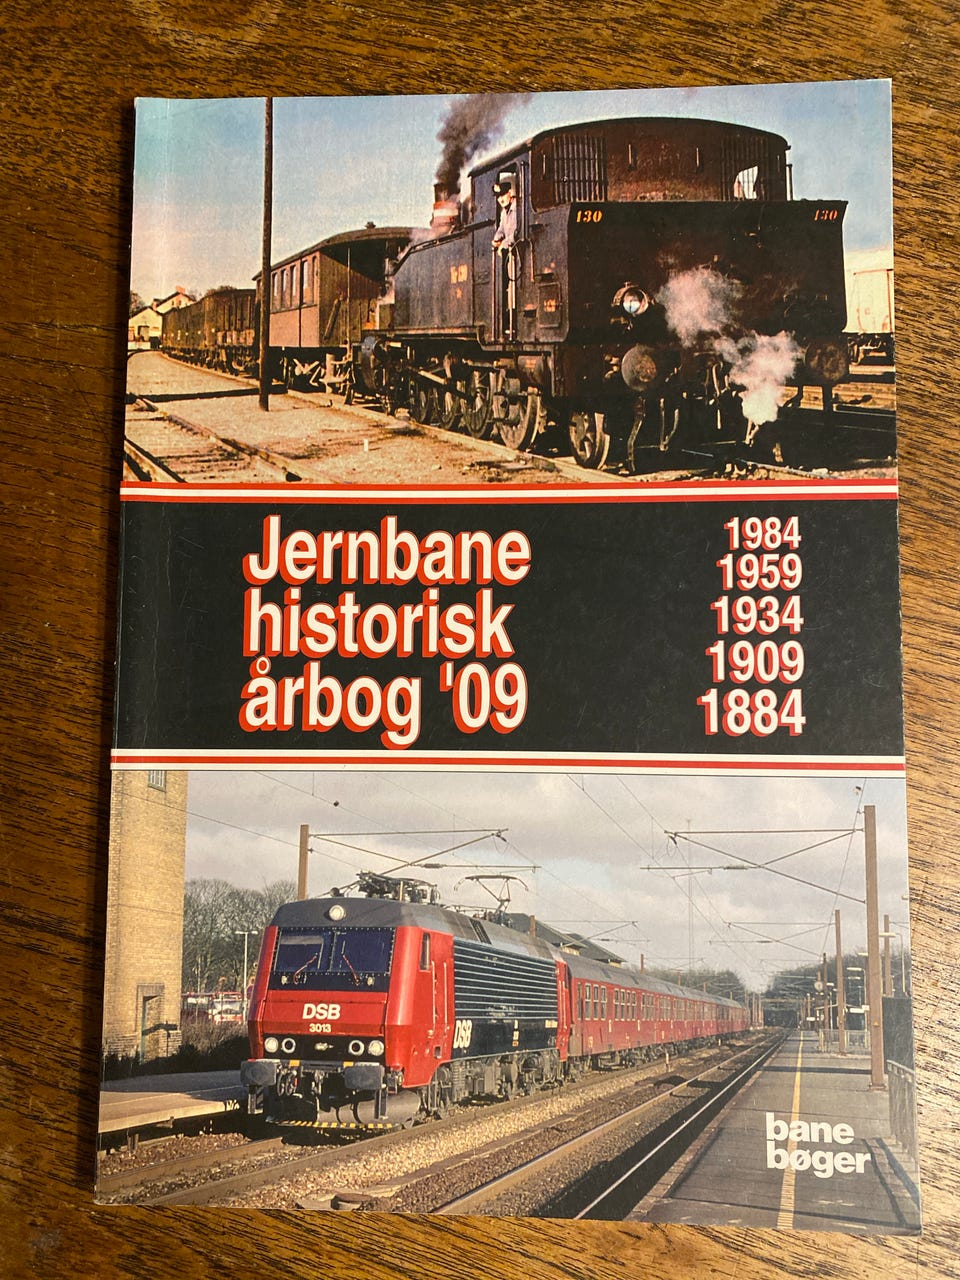 130
130
Jernbane
historisk
årbog '09
1984
1959
1934
1909
1884
DSB
3013
DSB
bane
bøger